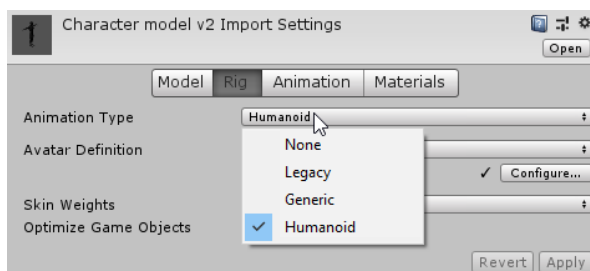 Character model v2 Import Settings
Open
Model Rig Animation Materials
Animation Type Humanoid
None
Avatar Definition
Legacy Configure...
Generic
Skin Weights
Optimize Game Objects Humanoid
Revert Apply